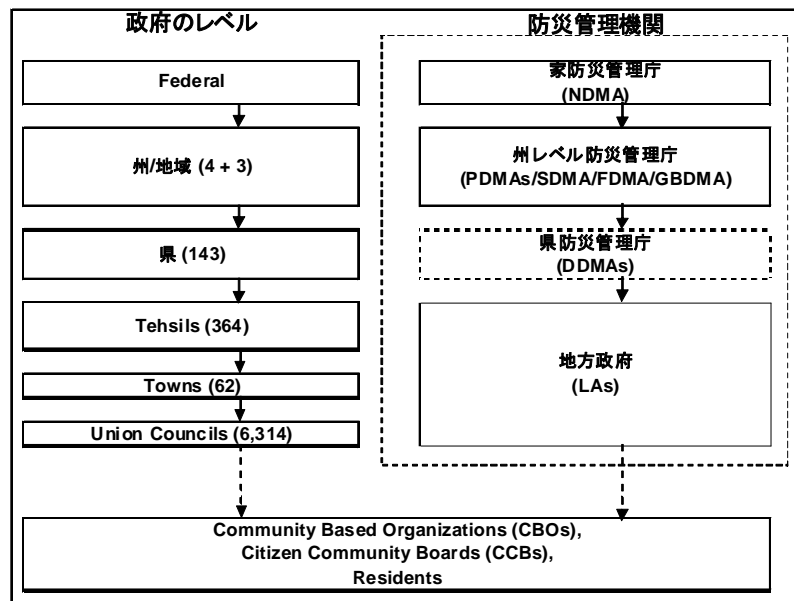 政府のレベル
Federal
州/地域 (4 + 3)
県 (143)
Tehsils (364)
Towns (62)
Union Councils (6,314)
防災管理機関
家防災管理庁
(NDMA)
州レベル防災管理庁
(PDMAs/SDMA/FDMA/GBDMA)
県防災管理庁
(DDMAs)
地方政府
(LAs)
Community Based Organizations (CBOs),
Citizen Community Boards (CCBs),
Residents